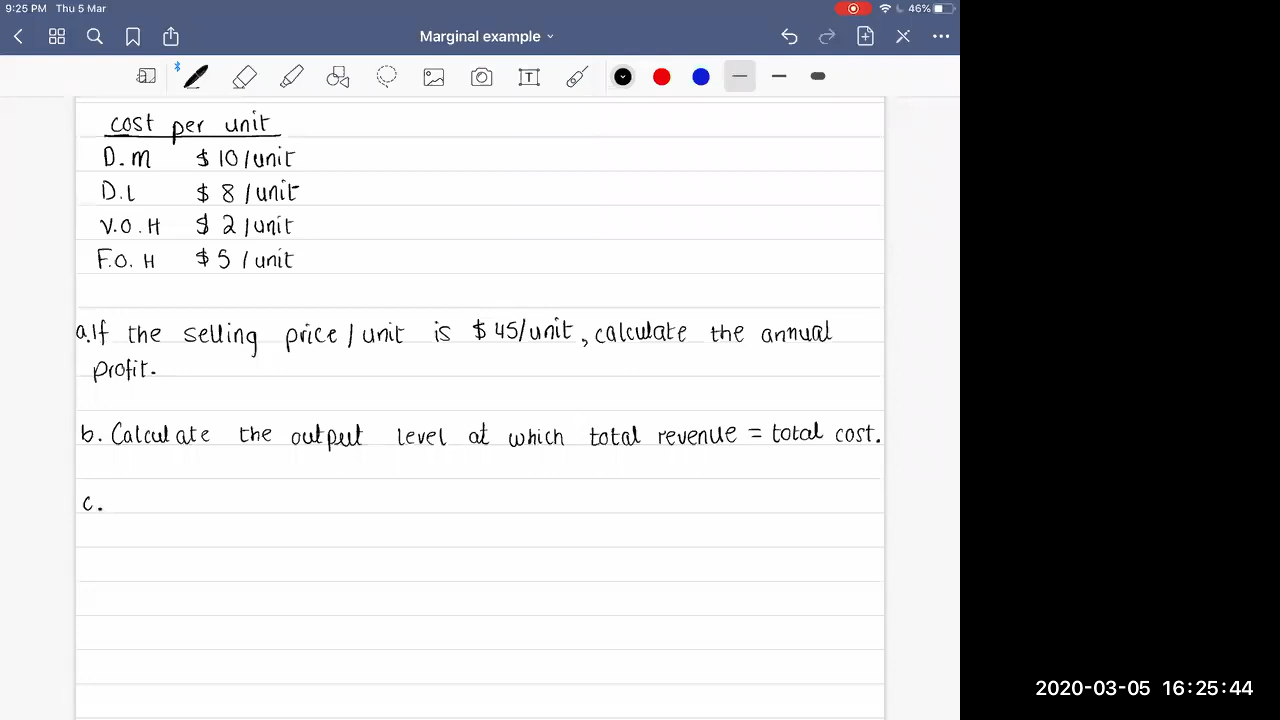 9:25 PM Thu 5 Mar
46%
Marginal example
T
cost per unit
D.M $ 10/unit
D.L $ 8/unit
V.O.H $ 2/unit
F.O.H $ 5/unit
a.If the selling price/unit is $45/unit, calculate the annual
profit.
b. Calculate the output level at which total revenue = total cost.
c.
2020-03-05 16:25:44